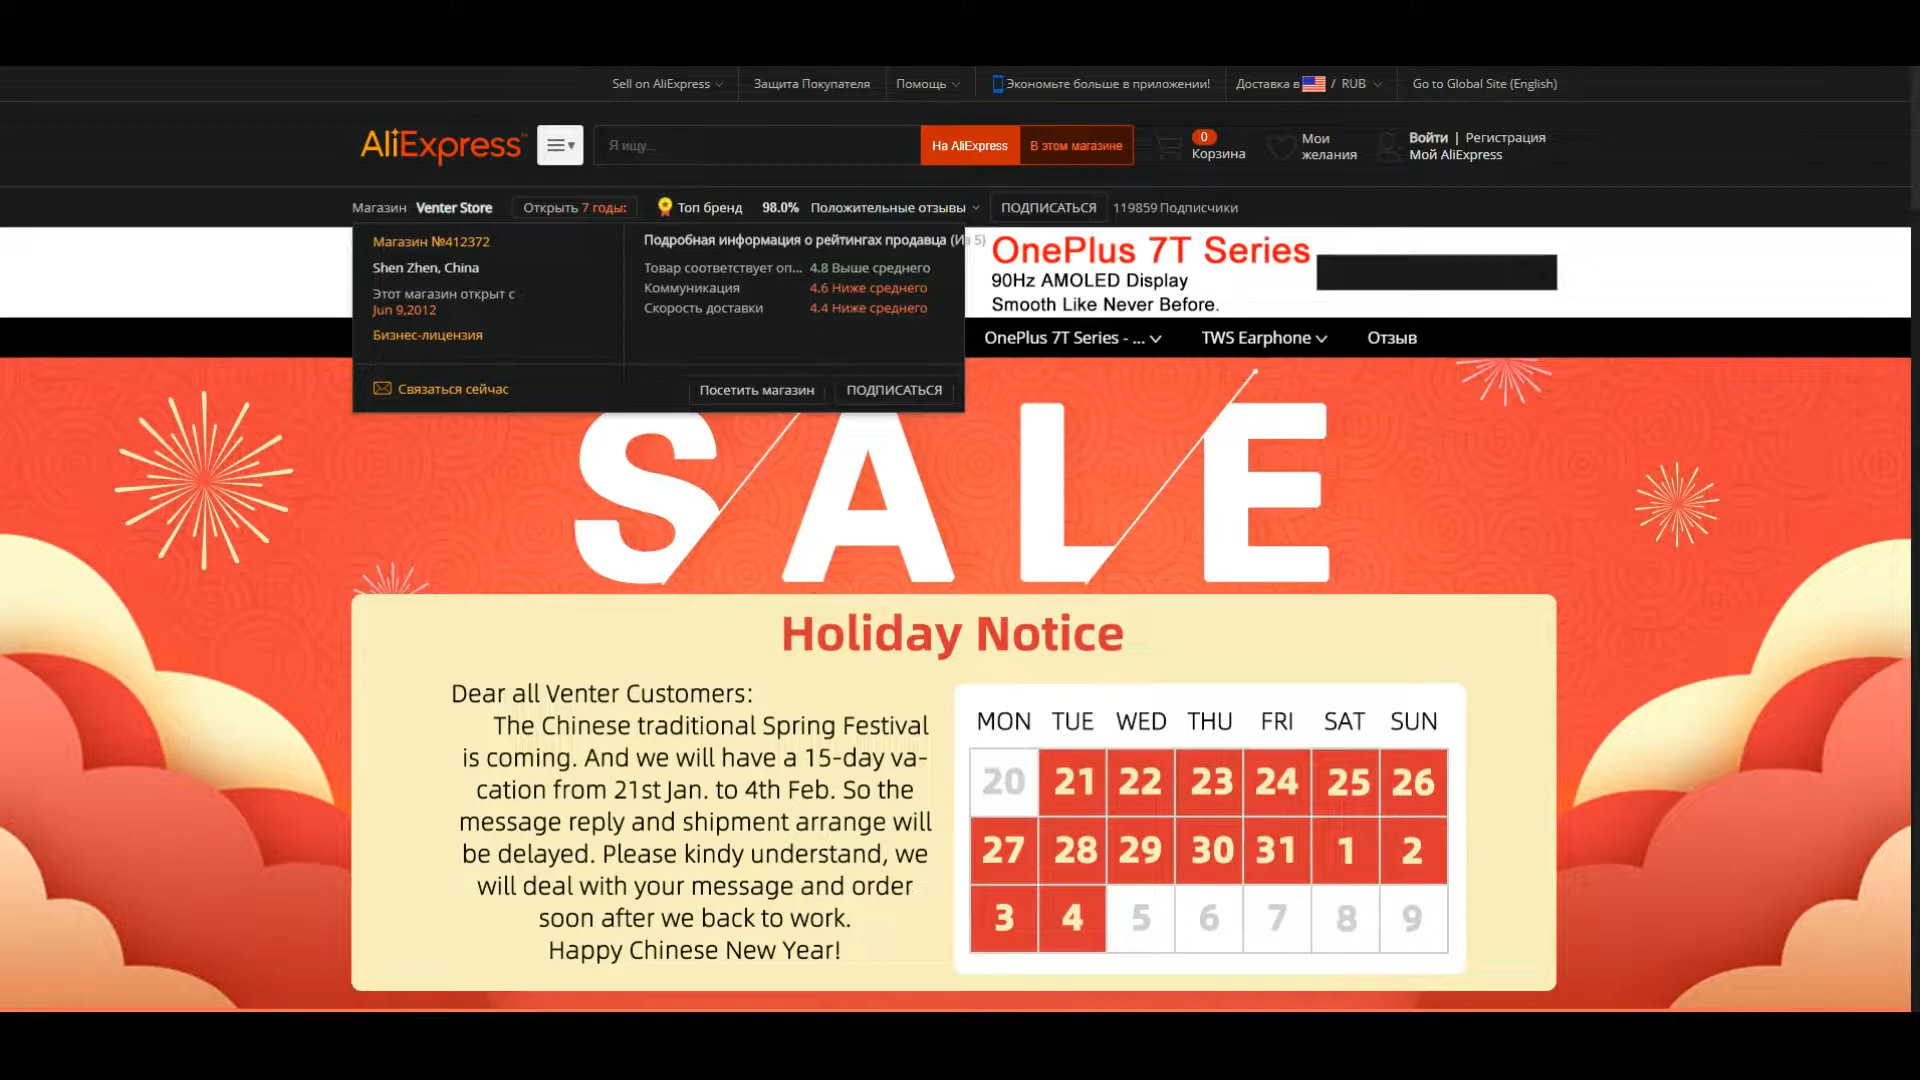 Sell on AliExpress
Защита Покупателя
Помощь
Экономьте больше в приложении!
Доставка в / RUB
Go to Global Site (English)
AliExpress™
Я ищу...
На AliExpress
В этом магазине
0
Корзина
Мои
желания
Войти | Регистрация
Мой AliExpress
Магазин Venter Store
Открыть 7 годы:
Топ бренд
98.0% Положительные отзывы
ПОДПИСАТЬСЯ
119859 Подписчики
Магазин №412372
Shen Zhen, China
Этот магазин открыт с
Jun 9,2012
Бизнес-лицензия
Связаться сейчас
Подробная информация о рейтингах продавца (Из 5)
Товар соответствует оп... 4.8 Выше среднего
Коммуникация 4.6 Ниже среднего
Скорость доставки 4.4 Ниже среднего
Посетить магазин
ПОДПИСАТЬСЯ
OnePlus 7T Series
90Hz AMOLED Display
Smooth Like Never Before.
OnePlus 7T Series - ...
TWS Earphone
Отзыв
SALE
Holiday Notice
Dear all Venter Customers:
The Chinese traditional Spring Festival
is coming. And we will have a 15-day va-
cation from 21st Jan. to 4th Feb. So the
message reply and shipment arrange will
be delayed. Please kindy understand, we
will deal with your message and order
soon after we back to work.
Happy Chinese New Year!
MON TUE WED THU FRI SAT SUN
20 21 22 23 24 25 26
27 28 29 30 31 1 2
3 4 5 6 7 8 9